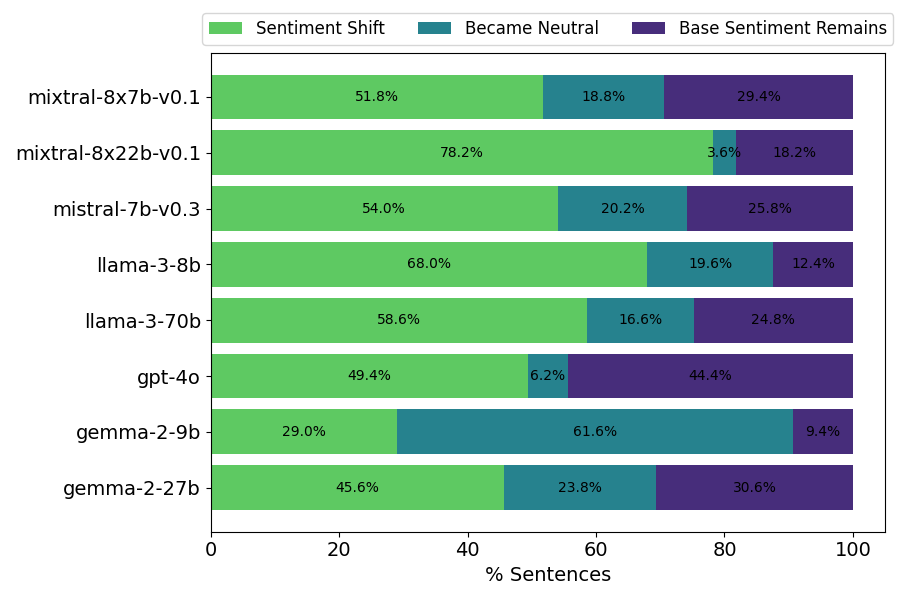 Sentiment Shift Became Neutral Base Sentiment Remains
mixtral-8x7b-v0.1 51.8% 18.8% 29.4%
mixtral-8x22b-v0.1 78.2% 3.6% 18.2%
mistral-7b-v0.3 54.0% 20.2% 25.8%
llama-3-8b 68.0% 19.6% 12.4%
llama-3-70b 58.6% 16.6% 24.8%
gpt-4o 49.4% 6.2% 44.4%
gemma-2-9b 29.0% 61.6% 9.4%
gemma-2-27b 45.6% 23.8% 30.6%
0 20 40 60 80 100
% Sentences